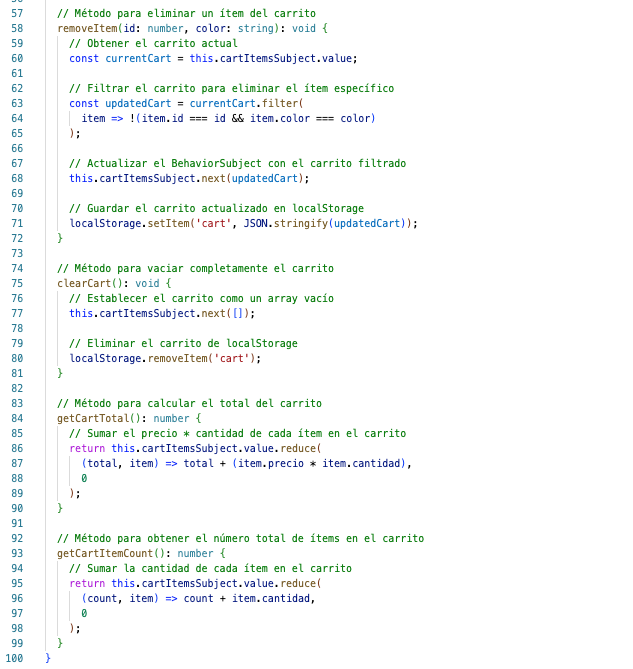 57 // Método para eliminar un ítem del carrito
58 removeItem(id: number, color: string): void {
59 // Obtener el carrito actual
60 const currentCart = this.cartItemsSubject.value;
61
62 // Filtrar el carrito para eliminar el ítem específico
63 const updatedCart = currentCart.filter(
64 item => !(item.id === id && item.color === color)
65 );
66
67 // Actualizar el BehaviorSubject con el carrito filtrado
68 this.cartItemsSubject.next(updatedCart);
69
70 // Guardar el carrito actualizado en localStorage
71 localStorage.setItem('cart', JSON.stringify(updatedCart));
72 }
73
74 // Método para vaciar completamente el carrito
75 clearCart(): void {
76 // Establecer el carrito como un array vacío
77 this.cartItemsSubject.next([]);
78
79 // Eliminar el carrito de localStorage
80 localStorage.removeItem('cart');
81 }
82
83 // Método para calcular el total del carrito
84 getCartTotal(): number {
85 // Sumar el precio * cantidad de cada ítem en el carrito
86 return this.cartItemsSubject.value.reduce(
87 (total, item) => total + (item.precio * item.cantidad),
88 0
89 );
90 }
91
92 // Método para obtener el número total de ítems en el carrito
93 getCartItemCount(): number {
94 // Sumar la cantidad de cada ítem en el carrito
95 return this.cartItemsSubject.value.reduce(
96 (count, item) => count + item.cantidad,
97 0
98 );
99 }
100 }